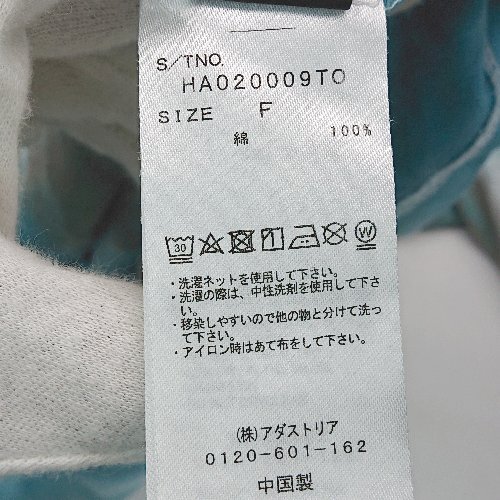 S/TNO.
HA020009TO
SIZE F
綿 100%
30 W
・洗濯ネットを使用して下さい。
・洗濯の際は、中性洗剤を使用して下さ
い。
・移染しやすいので他の物と分けて洗っ
て下さい。
・アイロン時はあて布をして下さい。
(株)アダストリア
0120-601-162
中国製